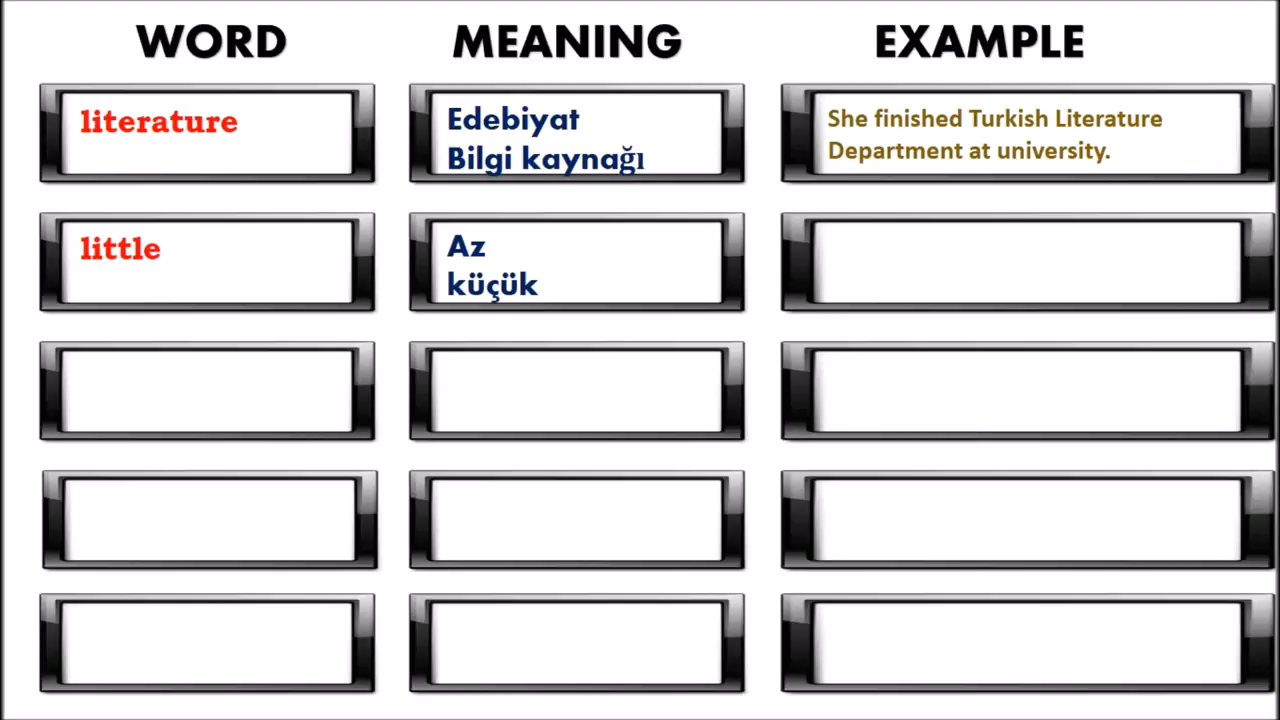 WORD MEANING EXAMPLE
literature
Edebiyat
Bilgi kaynağı
She finished Turkish Literature
Department at university.
little
Az
küçük